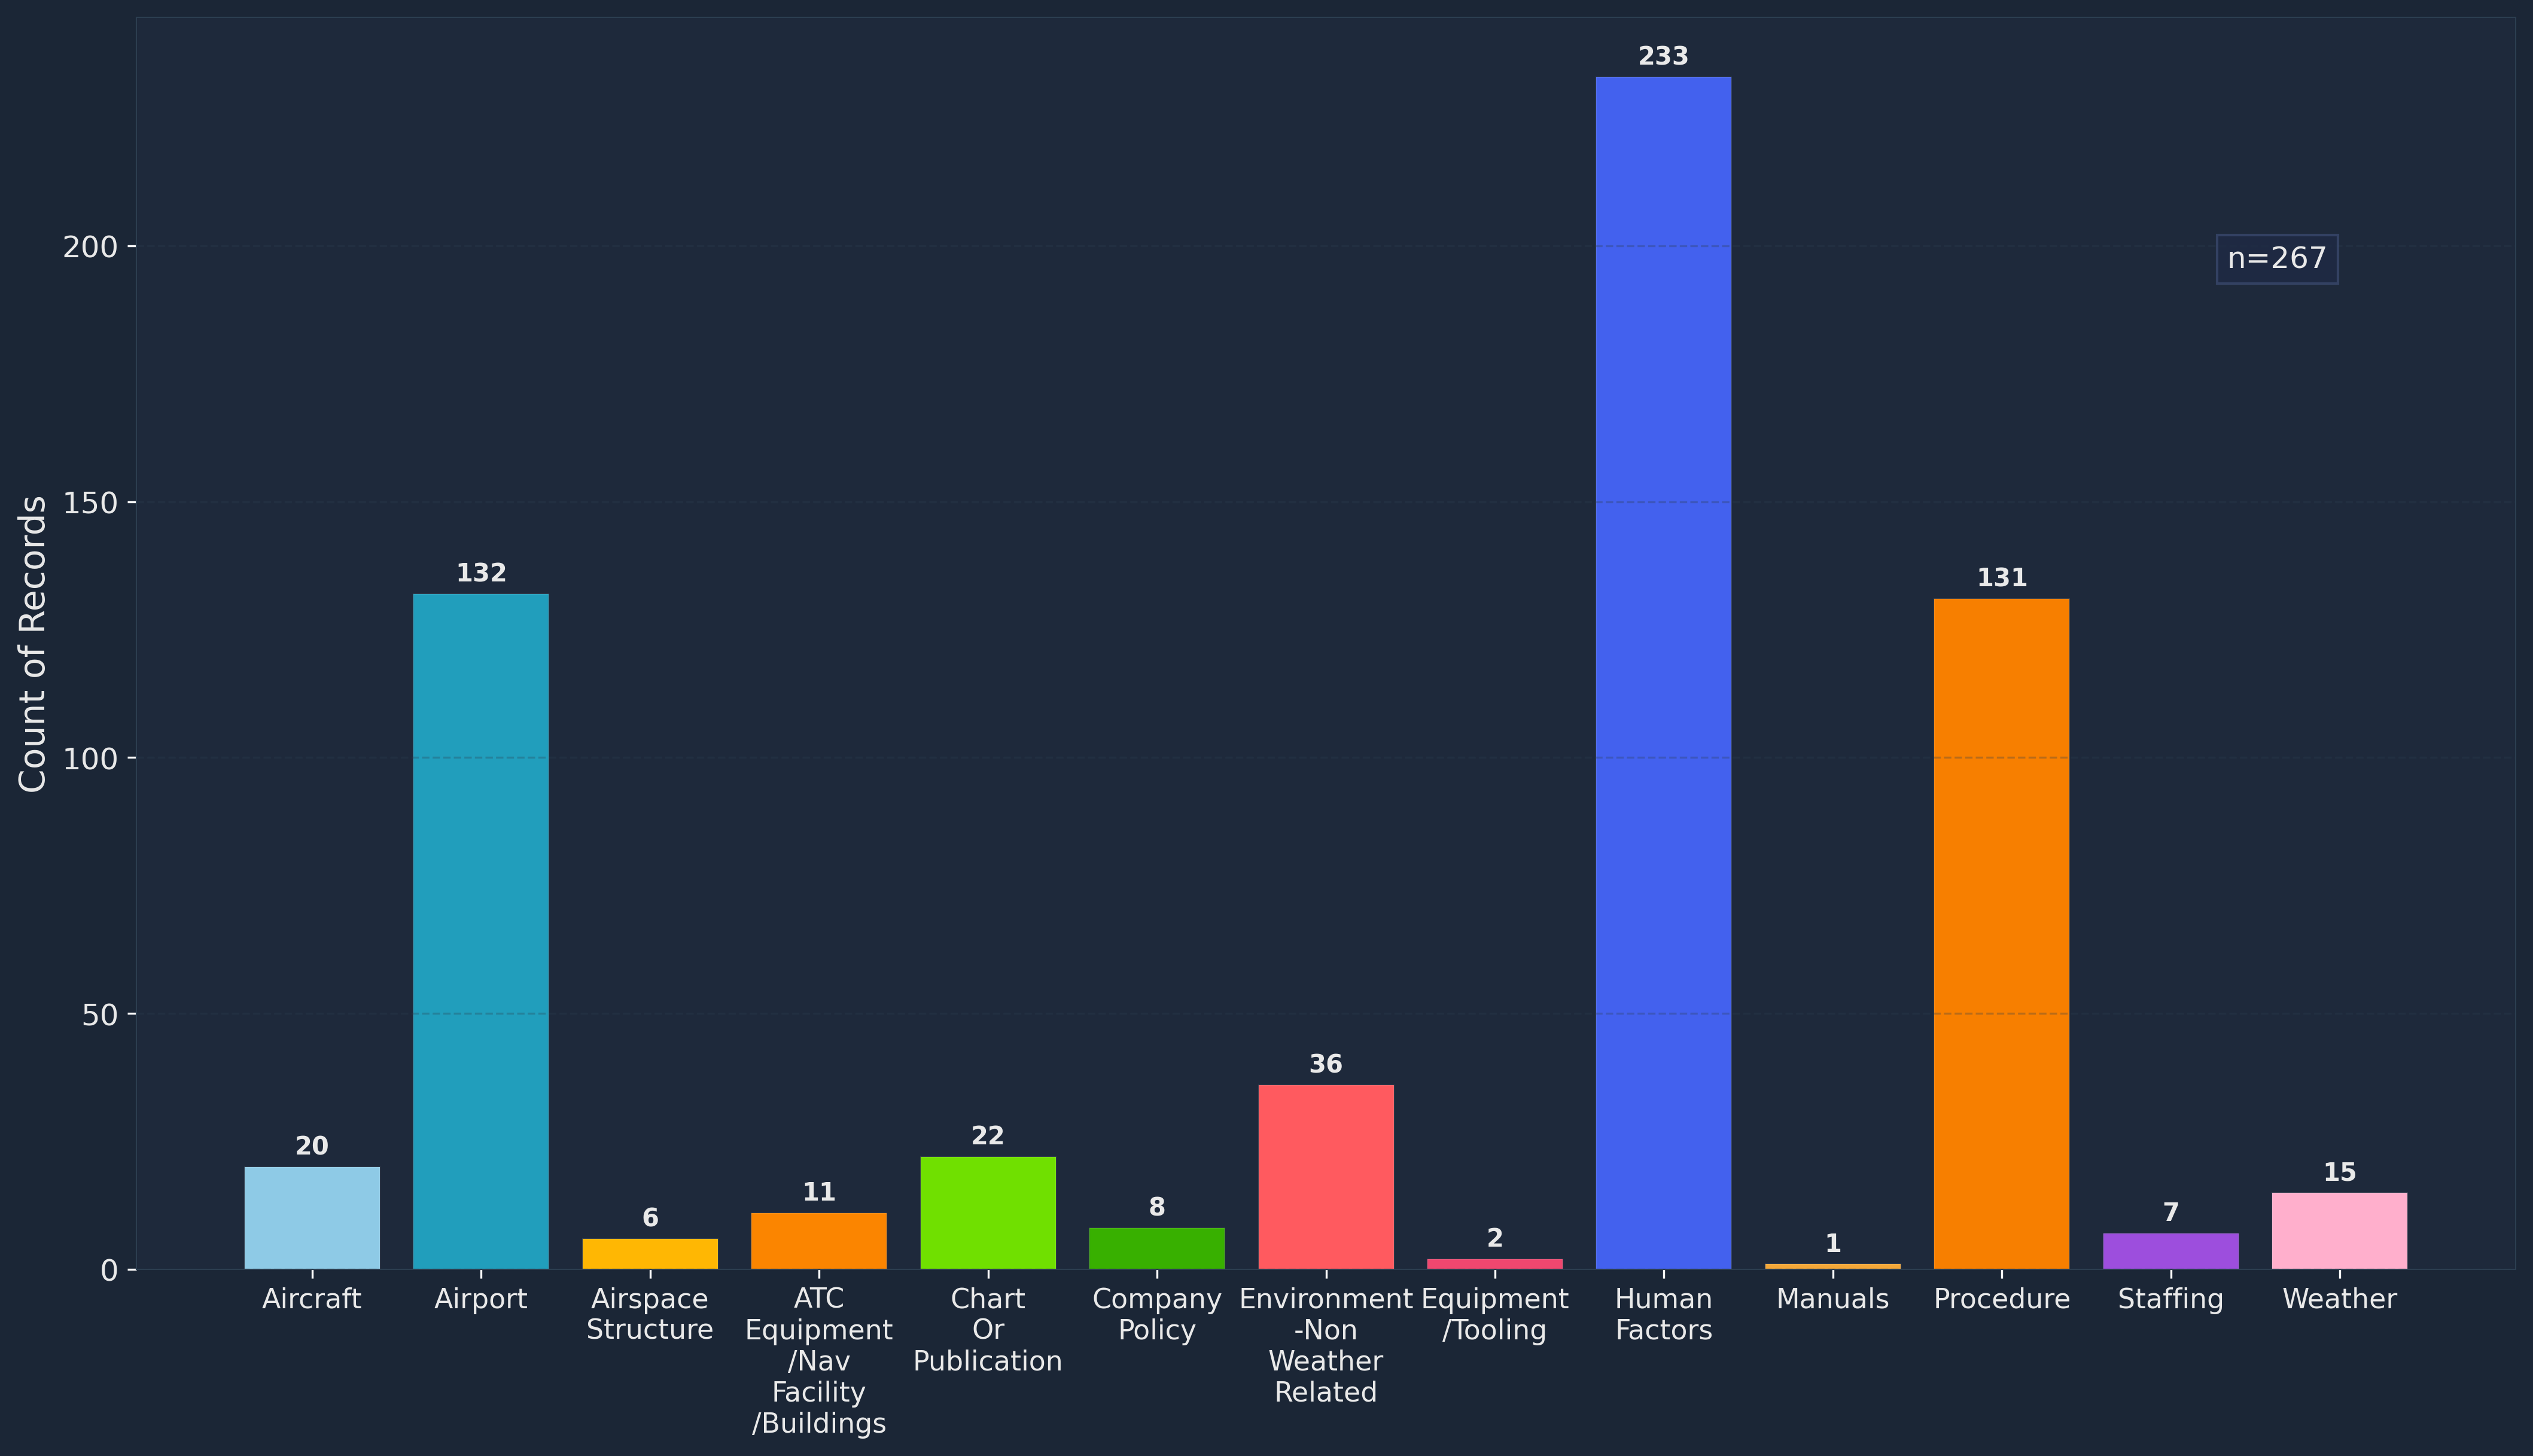 Count of Records
200
150
100
50
0
20
132
6
11
22
8
36
2
233
1
131
7
15
n=267
Aircraft
Airport
Airspace
Structure
ATC
Equipment
/Nav
Facility
/Buildings
Chart
Or
Publication
Company
Policy
Environment
-Non
Weather
Related
Equipment
/Tooling
Human
Factors
Manuals
Procedure
Staffing
Weather